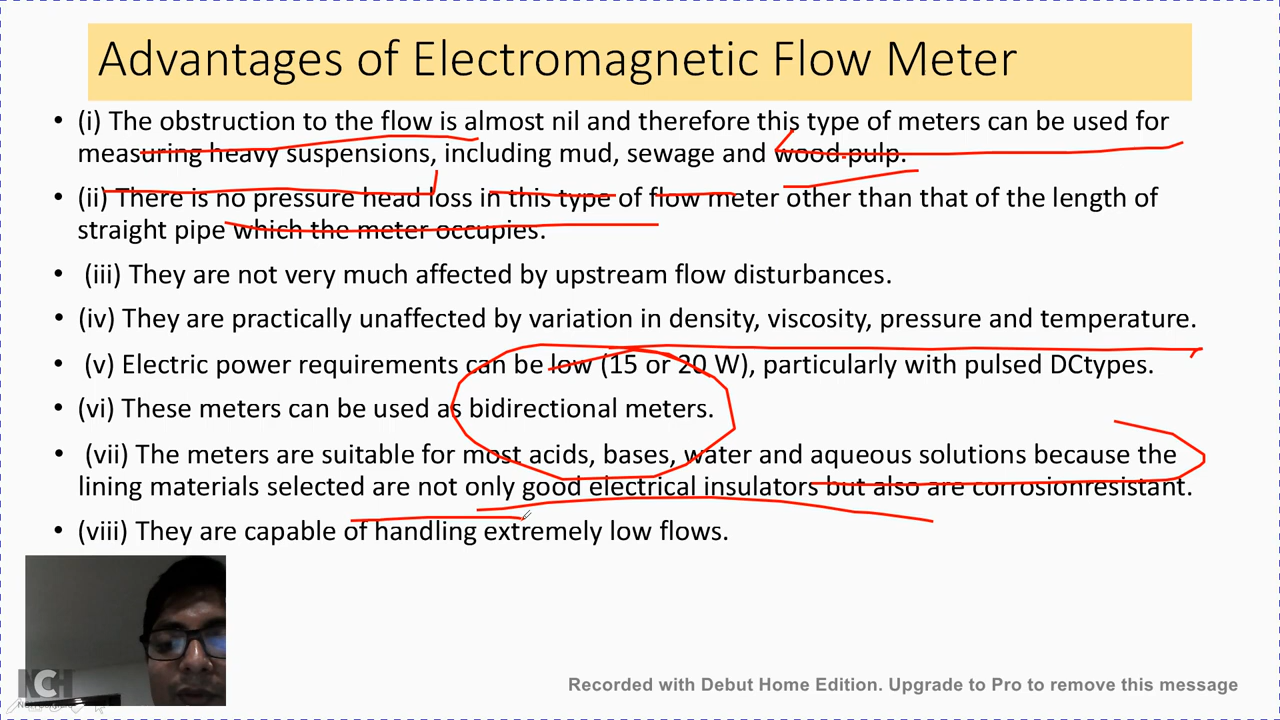 Advantages of Electromagnetic Flow Meter
• (i) The obstruction to the flow is almost nil and therefore this type of meters can be used for
measuring heavy suspensions, including mud, sewage and wood pulp.
• (ii) There is no pressure head loss in this type of flow meter other than that of the length of
straight pipe which the meter occupies.
• (iii) They are not very much affected by upstream flow disturbances.
• (iv) They are practically unaffected by variation in density, viscosity, pressure and temperature.
• (v) Electric power requirements can be low (15 or 20 W), particularly with pulsed DCtypes.
• (vi) These meters can be used as bidirectional meters.
• (vii) The meters are suitable for most acids, bases, water and aqueous solutions because the
lining materials selected are not only good electrical insulators but also are corrosionresistant.
• (viii) They are capable of handling extremely low flows.
NCH
Recorded with Debut Home Edition. Upgrade to Pro to remove this message